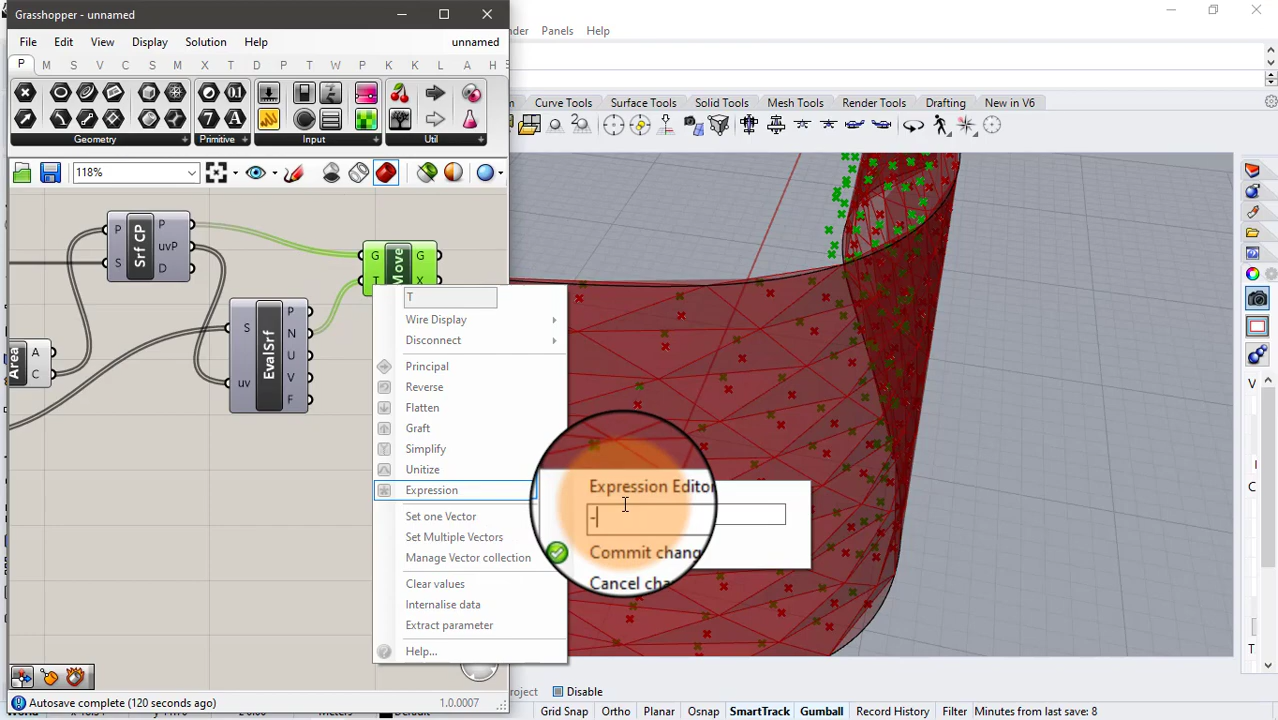 Grasshopper - unnamed
File Edit View Display Solution Help unnamed
P M S V C S M X T D P T W P K K L A H
Geometry Primitive Input Util
118%
Srf CP P S P uvP D
Move G T G X
EvalSrf S uv P N U V F
Area A C
T
Wire Display
Disconnect
Principal
Reverse
Flatten
Graft
Simplify
Unitize
Expression
Set one Vector
Set Multiple Vectors
Manage Vector collection
Clear values
Internalise data
Extract parameter
Help...
Expression Editor
-
Commit chang
Cancel cha
Autosave complete (120 seconds ago) 1.0.0007
nder Panels Help
Curve Tools Surface Tools Solid Tools Mesh Tools Render Tools Drafting New in V6
roject Disable
Grid Snap Ortho Planar Osnap SmartTrack Gumball Record History Filter Minutes from last save: 8